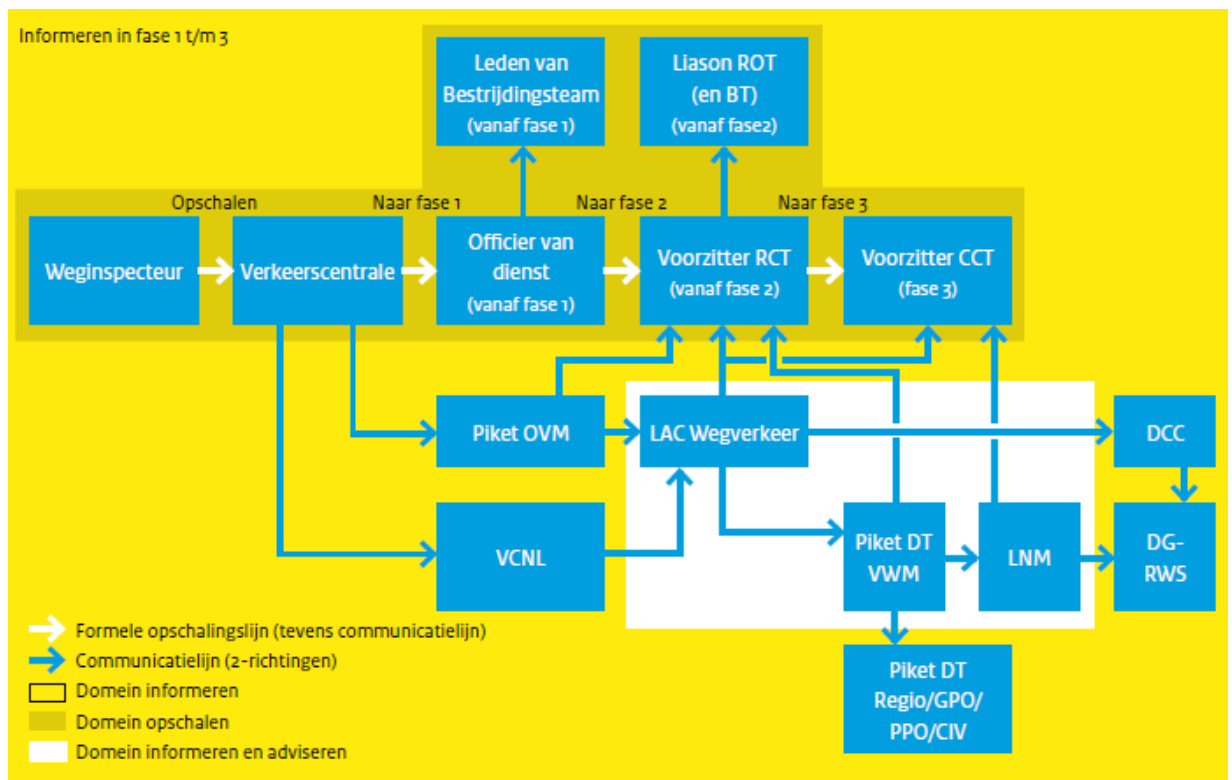 Informeren in fase 1 t/m 3
Leden van
Bestrijdingsteam
(vanaf fase 1)
Liason ROT
(en BT)
(vanaf fase2)
Opschalen
Naar fase 1
Naar fase 2
Naar fase 3
Weginspecteur
Verkeerscentrale
Officier van
dienst
(vanaf fase 1)
Voorzitter RCT
(vanaf fase 2)
Voorzitter CCT
(fase 3)
Piket OVM
LAC Wegverkeer
DCC
VCNL
Piket DT
VWM
LNM
DG-
RWS
Formele opschalingslijn (tevens communicatielijn)
Communicatielijn (2-richtingen)
Domein informeren
Domein opschalen
Domein informeren en adviseren
Piket DT
Regio/GPO/
PPO/CIV